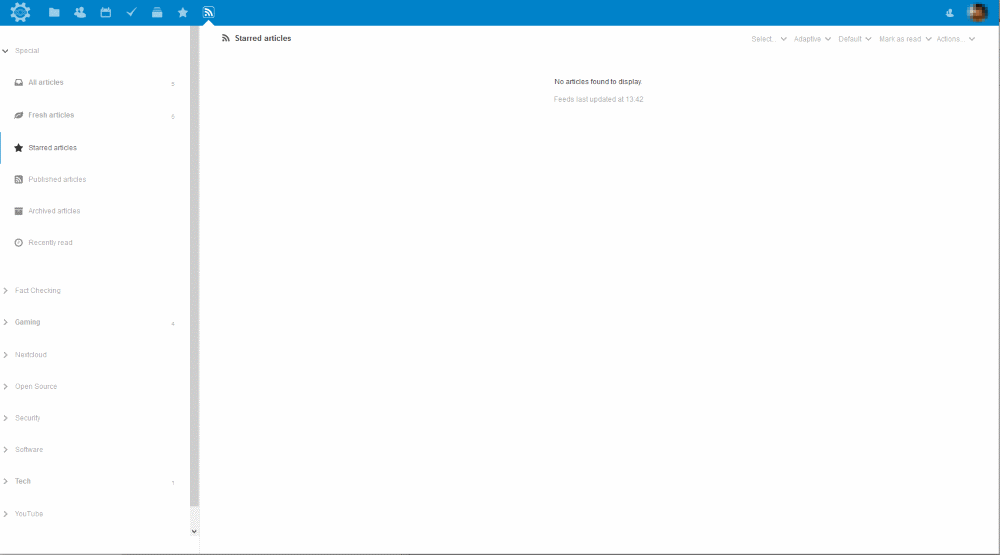 Special
All articles 5
Fresh articles 5
Starred articles
Published articles
Archived articles
Recently read
Fact Checking
Gaming 4
Nextcloud
Open Source
Security
Software
Tech 1
YouTube
Starred articles Select... Adaptive Default Mark as read Actions...
No articles found to display.
Feeds last updated at 13:42